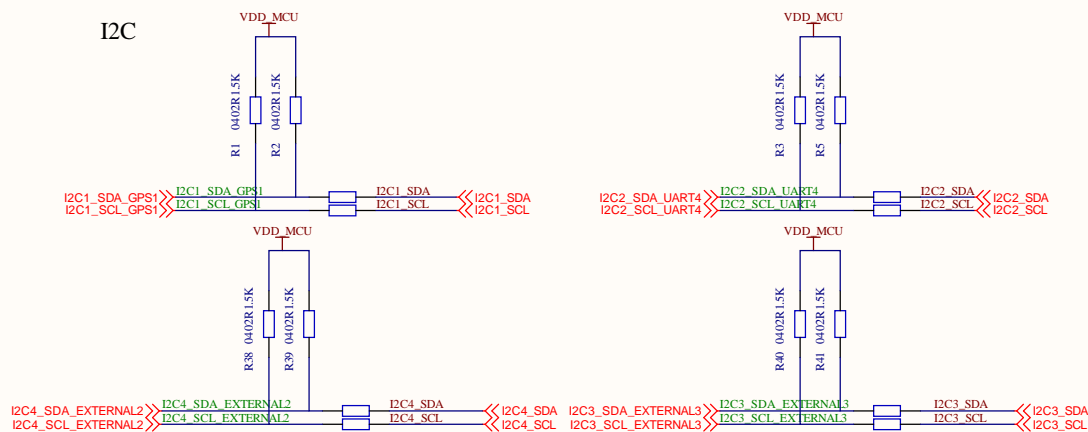 I2C
VDD_MCU
R1 0402R1.5K
R2 0402R1.5K
I2C1_SDA_GPS1 I2C1_SDA_GPS1 I2C1_SDA I2C1_SDA
I2C1_SCL_GPS1 I2C1_SCL_GPS1 I2C1_SCL I2C1_SCL
VDD_MCU
R3 0402R1.5K
R5 0402R1.5K
I2C2_SDA_UART4 I2C2_SDA_UART4 I2C2_SDA I2C2_SDA
I2C2_SCL_UART4 I2C2_SCL_UART4 I2C2_SCL I2C2_SCL
VDD_MCU
R38 0402R1.5K
R39 0402R1.5K
I2C4_SDA_EXTERNAL2 I2C4_SDA_EXTERNAL2 I2C4_SDA I2C4_SDA
I2C4_SCL_EXTERNAL2 I2C4_SCL_EXTERNAL2 I2C4_SCL I2C4_SCL
VDD_MCU
R40 0402R1.5K
R41 0402R1.5K
I2C3_SDA_EXTERNAL3 I2C3_SDA_EXTERNAL3 I2C3_SDA I2C3_SDA
I2C3_SCL_EXTERNAL3 I2C3_SCL_EXTERNAL3 I2C3_SCL I2C3_SCL